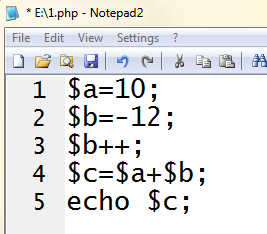 * E:\1.php - Notepad2
File Edit View Settings ?
1 $a=10;
2 $b=-12;
3 $b++;
4 $c=$a+$b;
5 echo $c;